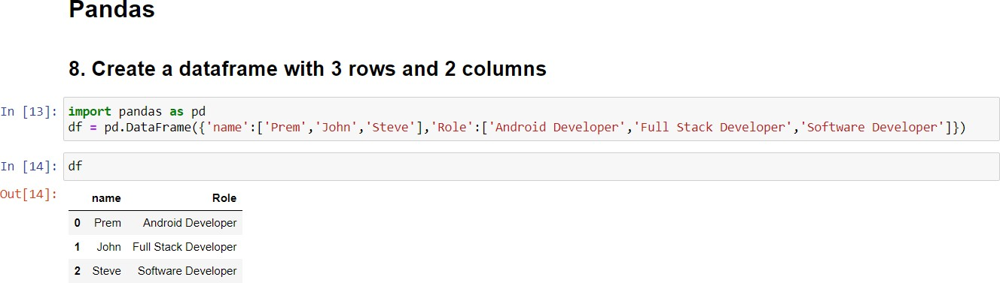 Pandas
8. Create a dataframe with 3 rows and 2 columns
In [13]: import pandas as pd
df = pd.DataFrame({'name':['Prem','John','Steve'],'Role':['Android Developer','Full Stack Developer','Software Developer']})
In [14]: df
Out[14]:
name Role
0 Prem Android Developer
1 John Full Stack Developer
2 Steve Software Developer